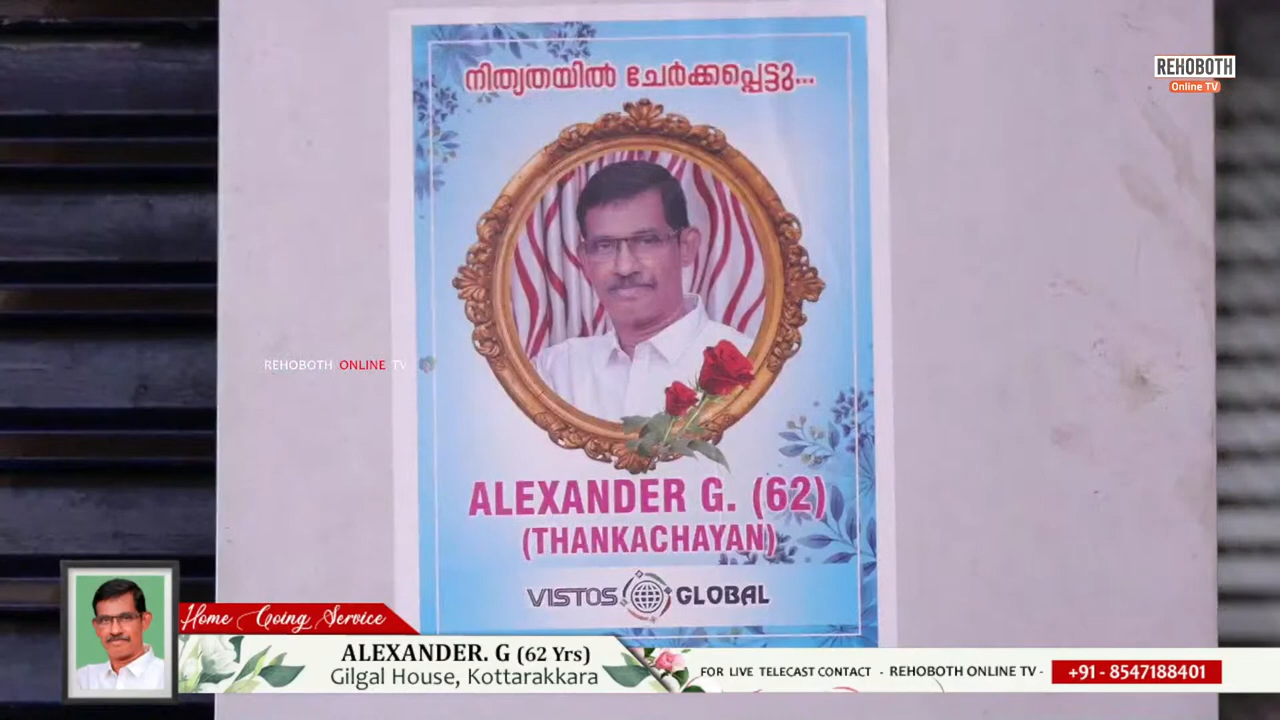 നിത്യതയിൽ ചേർക്കപ്പെട്ടു...
REHOBOTH
Online TV
REHOBOTH ONLINE TV
ALEXANDER G. (62)
(THANKACHAYAN)
VISTOS GLOBAL
Home Going Service
ALEXANDER. G (62 Yrs)
Gilgal House, Kottarakkara
FOR LIVE TELECAST CONTACT - REHOBOTH ONLINE TV - +91 - 8547188401